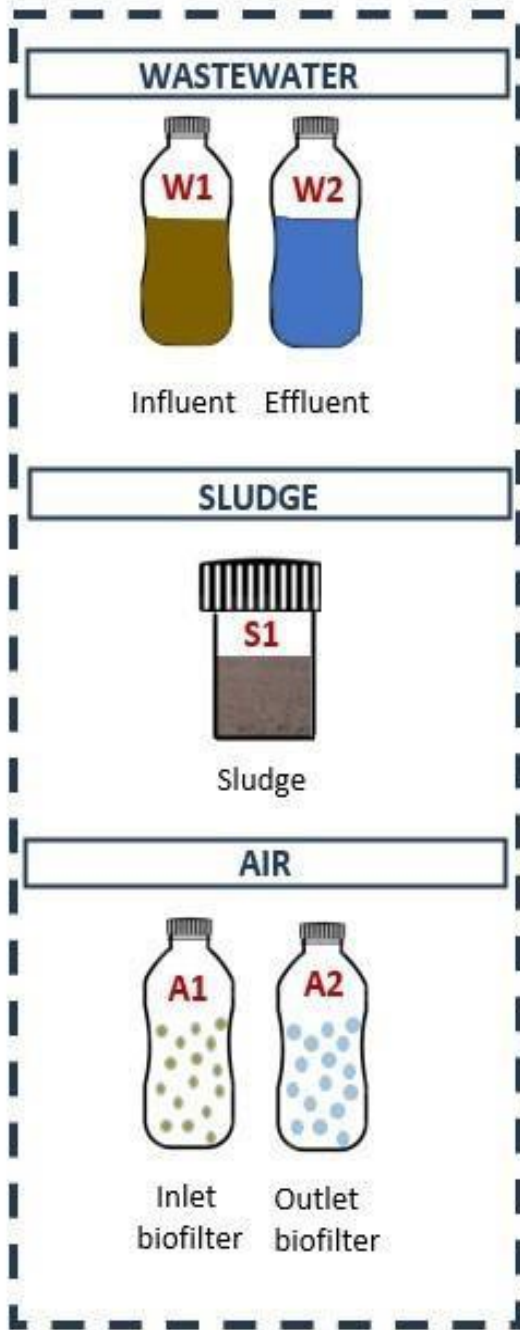 WASTEWATER
W1 W2
Influent Effluent
SLUDGE
S1
Sludge
AIR
A1 A2
Inlet Outlet
biofilter biofilter